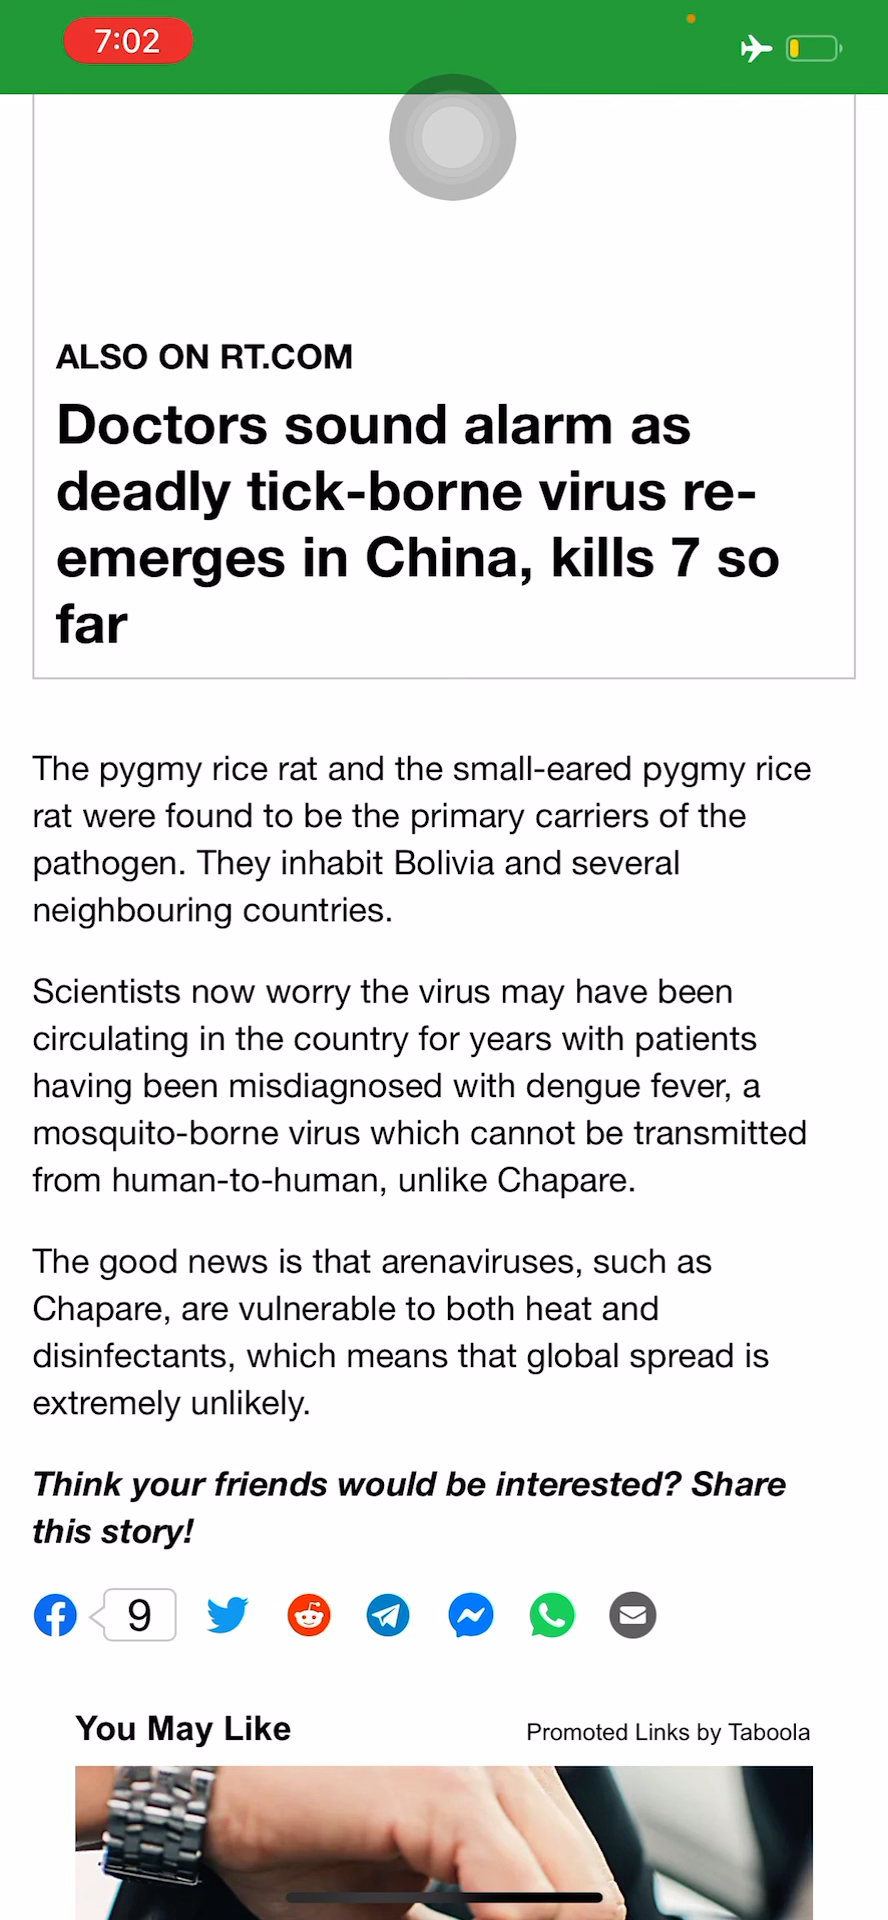 7:02
ALSO ON RT.COM
Doctors sound alarm as
deadly tick-borne virus re-
emerges in China, kills 7 so
far
The pygmy rice rat and the small-eared pygmy rice
rat were found to be the primary carriers of the
pathogen. They inhabit Bolivia and several
neighbouring countries.
Scientists now worry the virus may have been
circulating in the country for years with patients
having been misdiagnosed with dengue fever, a
mosquito-borne virus which cannot be transmitted
from human-to-human, unlike Chapare.
The good news is that arenaviruses, such as
Chapare, are vulnerable to both heat and
disinfectants, which means that global spread is
extremely unlikely.
Think your friends would be interested? Share
this story!
9
You May Like
Promoted Links by Taboola